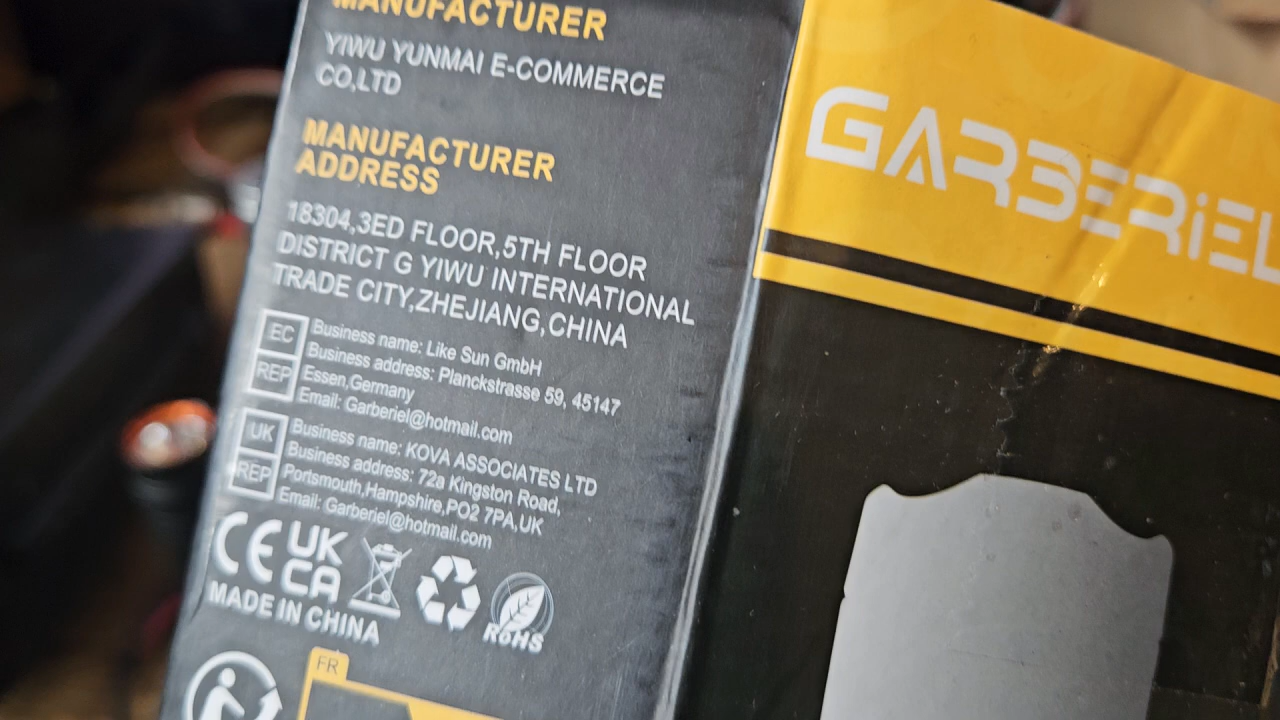 MANUFACTURER
YIWU YUNMAI E-COMMERCE
CO,LTD
MANUFACTURER
ADDRESS
18304,3ED FLOOR,5TH FLOOR
DISTRICT G YIWU INTERNATIONAL
TRADE CITY,ZHEJIANG,CHINA
EC
REP
Business name: Like Sun GmbH
Business address: Planckstrasse 59, 45147
Essen,Germany
Email: Garberiel@hotmail.com
UK
REP
Business name: KOVA ASSOCIATES LTD
Business address: 72a Kingston Road,
Portsmouth,Hampshire,PO2 7PA,UK
Email: Garberiel@hotmail.com
CE
UK
CA
RoHS
MADE IN CHINA
FR
GARBERiEL